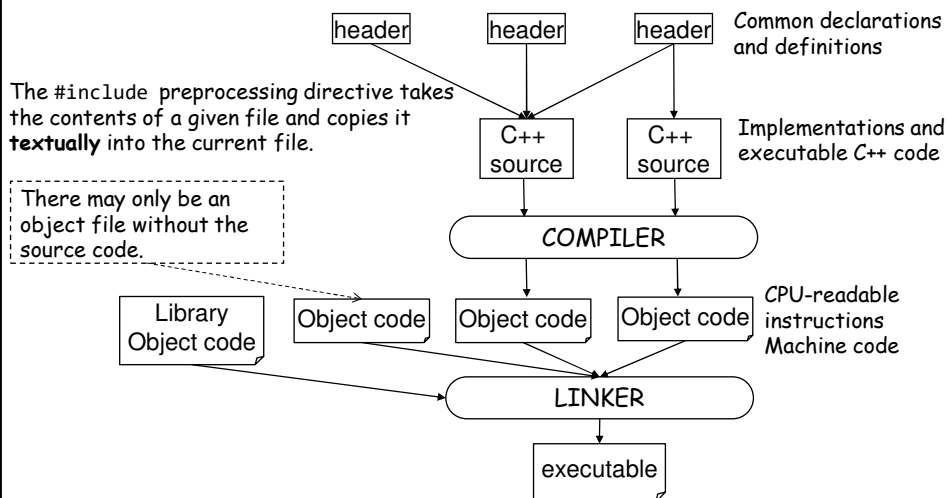 header
header
header
Common declarations
and definitions
The #include preprocessing directive takes
the contents of a given file and copies it
textually into the current file.
C++
source
C++
source
Implementations and
executable C++ code
There may only be an
object file without the
source code.
COMPILER
Library
Object code
Object code
Object code
Object code
CPU-readable
instructions
Machine code
LINKER
executable